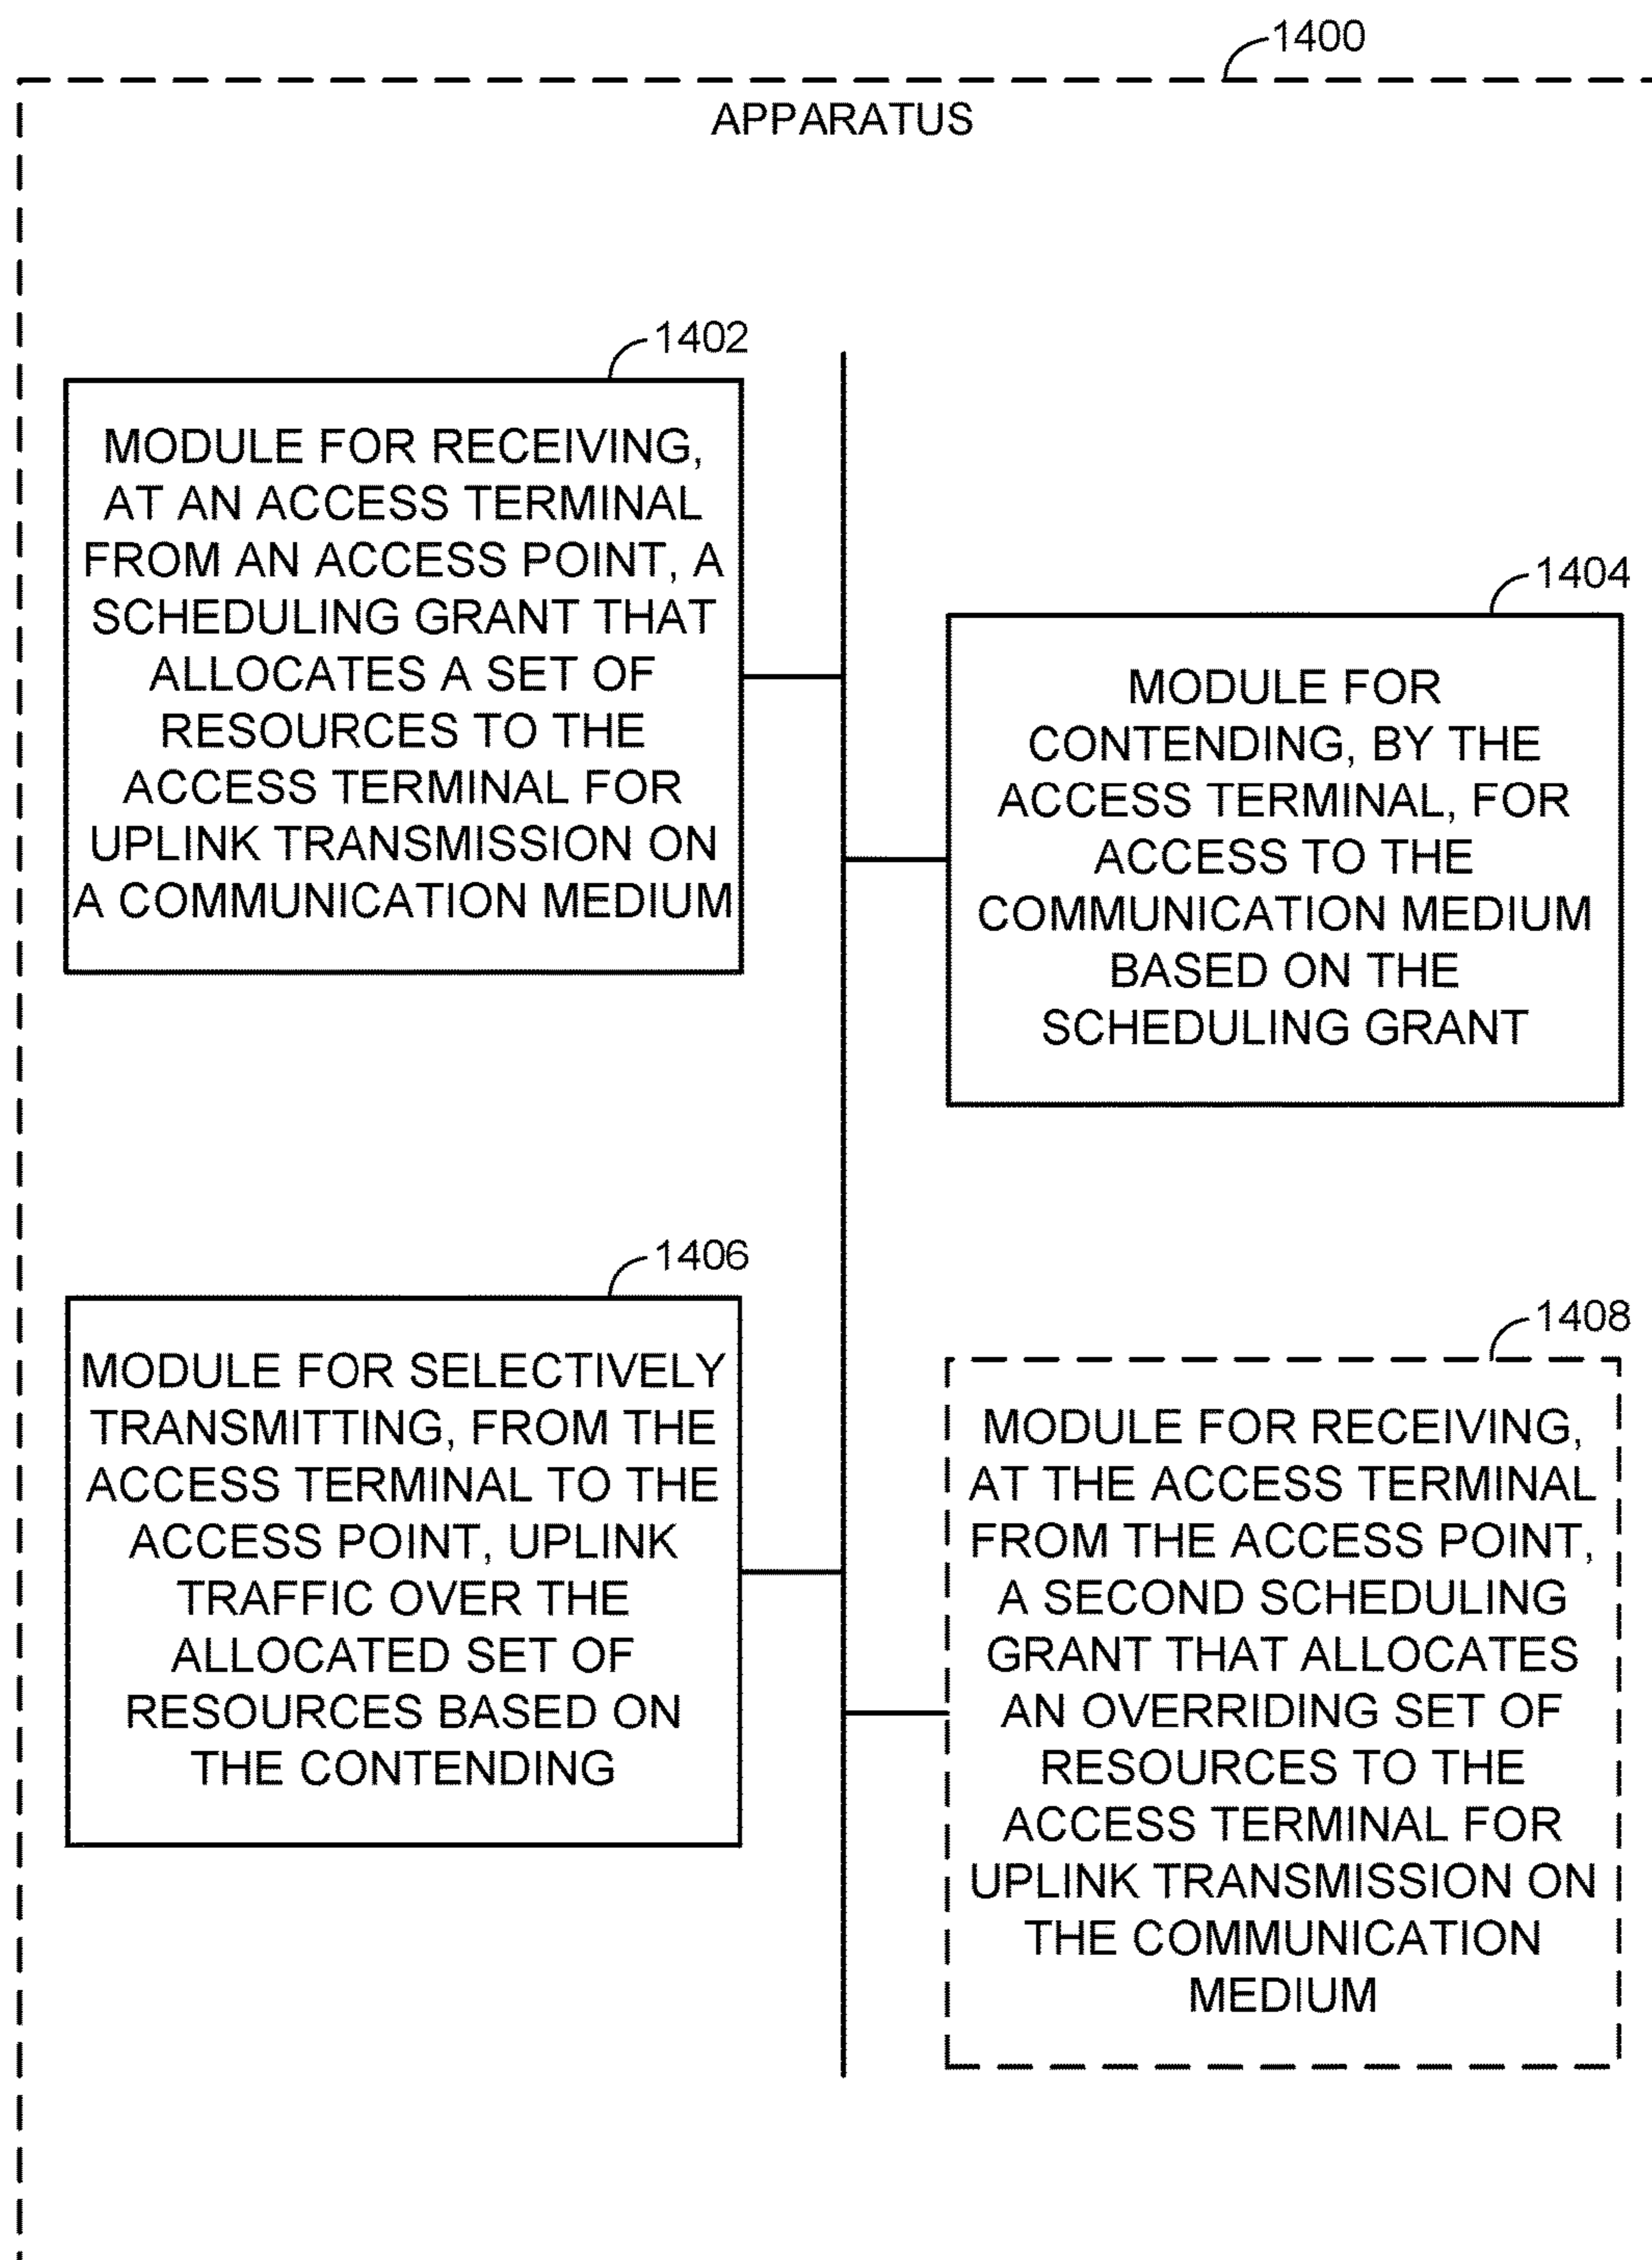 1400
APPARATUS
1402
MODULE FOR RECEIVING,
AT AN ACCESS TERMINAL
FROM AN ACCESS POINT, A
SCHEDULING GRANT THAT
ALLOCATES A SET OF
RESOURCES TO THE
ACCESS TERMINAL FOR
UPLINK TRANSMISSION ON
A COMMUNICATION MEDIUM
1404
MODULE FOR
CONTENDING, BY THE
ACCESS TERMINAL, FOR
ACCESS TO THE
COMMUNICATION MEDIUM
BASED ON THE
SCHEDULING GRANT
1406
MODULE FOR SELECTIVELY
TRANSMITTING, FROM THE
ACCESS TERMINAL TO THE
ACCESS POINT, UPLINK
TRAFFIC OVER THE
ALLOCATED SET OF
RESOURCES BASED ON
THE CONTENDING
1408
MODULE FOR RECEIVING,
AT THE ACCESS TERMINAL
FROM THE ACCESS POINT,
A SECOND SCHEDULING
GRANT THAT ALLOCATES
AN OVERRIDING SET OF
RESOURCES TO THE
ACCESS TERMINAL FOR
UPLINK TRANSMISSION ON
THE COMMUNICATION
MEDIUM